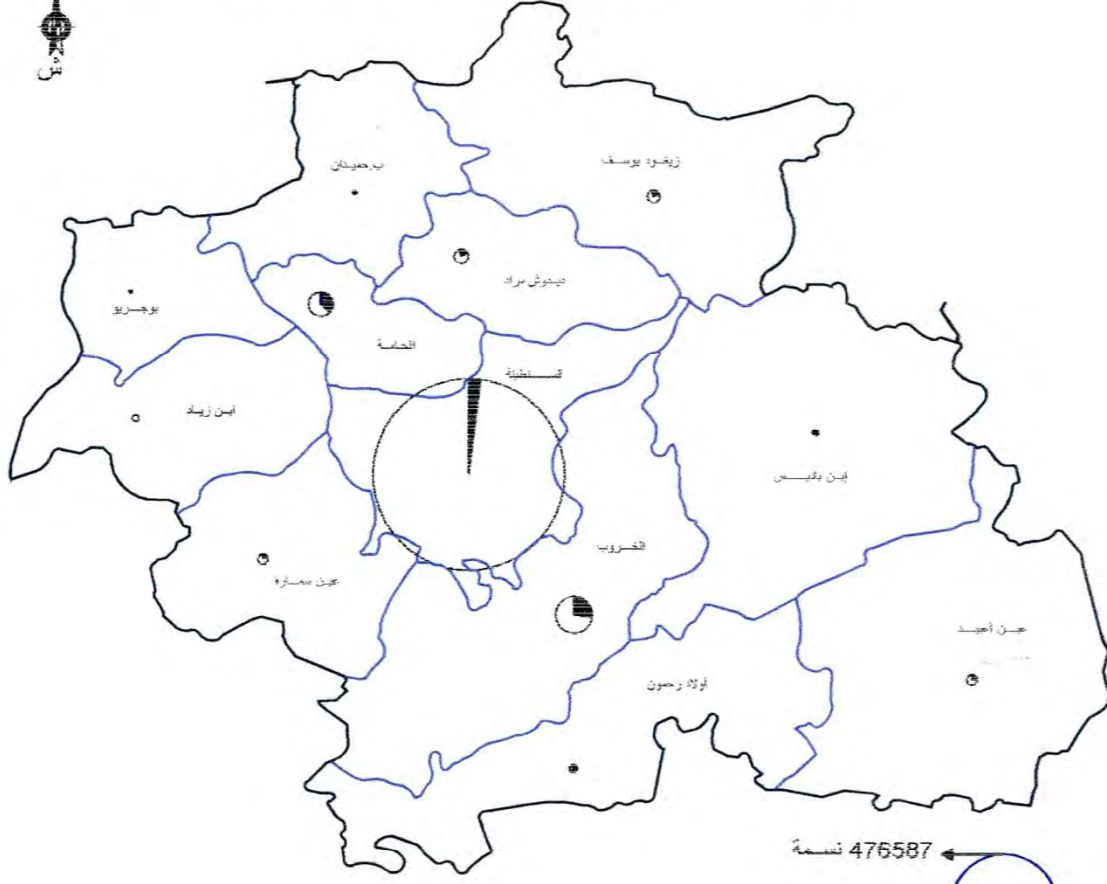 ش
زيغود يوسف
ب.حميدان
ديدوش مراد
بوجريو
الحامة
قسنطينة
ابن زياد
إبن باديس
الخروب
عين سمارة
عين أعبيد
أولاد رحمون
476587 نسمة